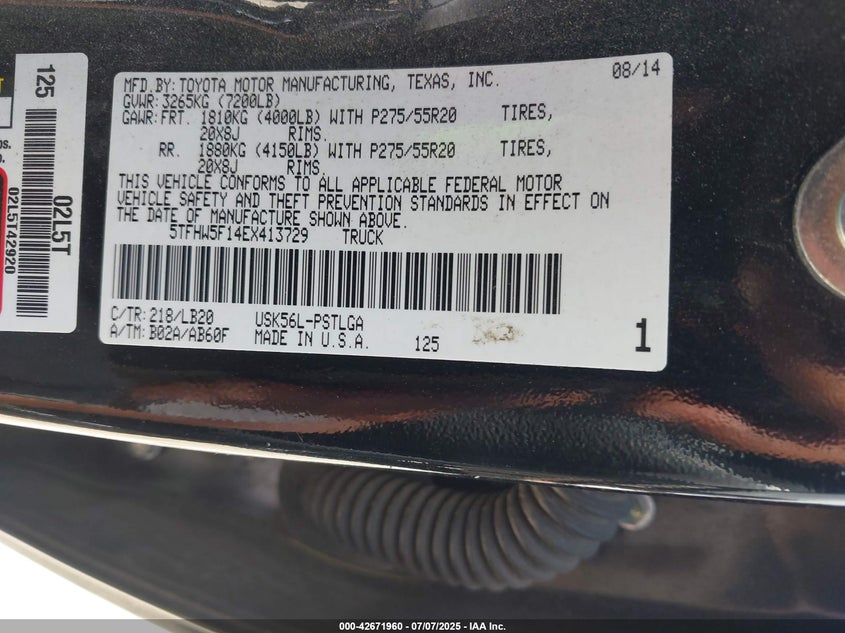 MFD.BY:TOYOTA MOTOR MANUFACTURING, TEXAS, INC. 08/14
GVWR:3265KG (7200LB)
GAWR:FRT. 1810KG (4000LB) WITH P275/55R20 TIRES,
20X8J RIMS.
RR. 1880KG (4150LB) WITH P275/55R20 TIRES,
20X8J RIMS.
THIS VEHICLE CONFORMS TO ALL APPLICABLE FEDERAL MOTOR
VEHICLE SAFETY AND THEFT PREVENTION STANDARDS IN EFFECT ON
THE DATE OF MANUFACTURE SHOWN ABOVE.
5TFHW5F14EX413729 TRUCK
C/TR:218/LB20 USK56L-PSTLGA
A/TM:B02A/AB60F MADE IN U.S.A. 125 1
125
02L5T
02L5T42920
000-42671960 - 07/07/2025 - IAA Inc.